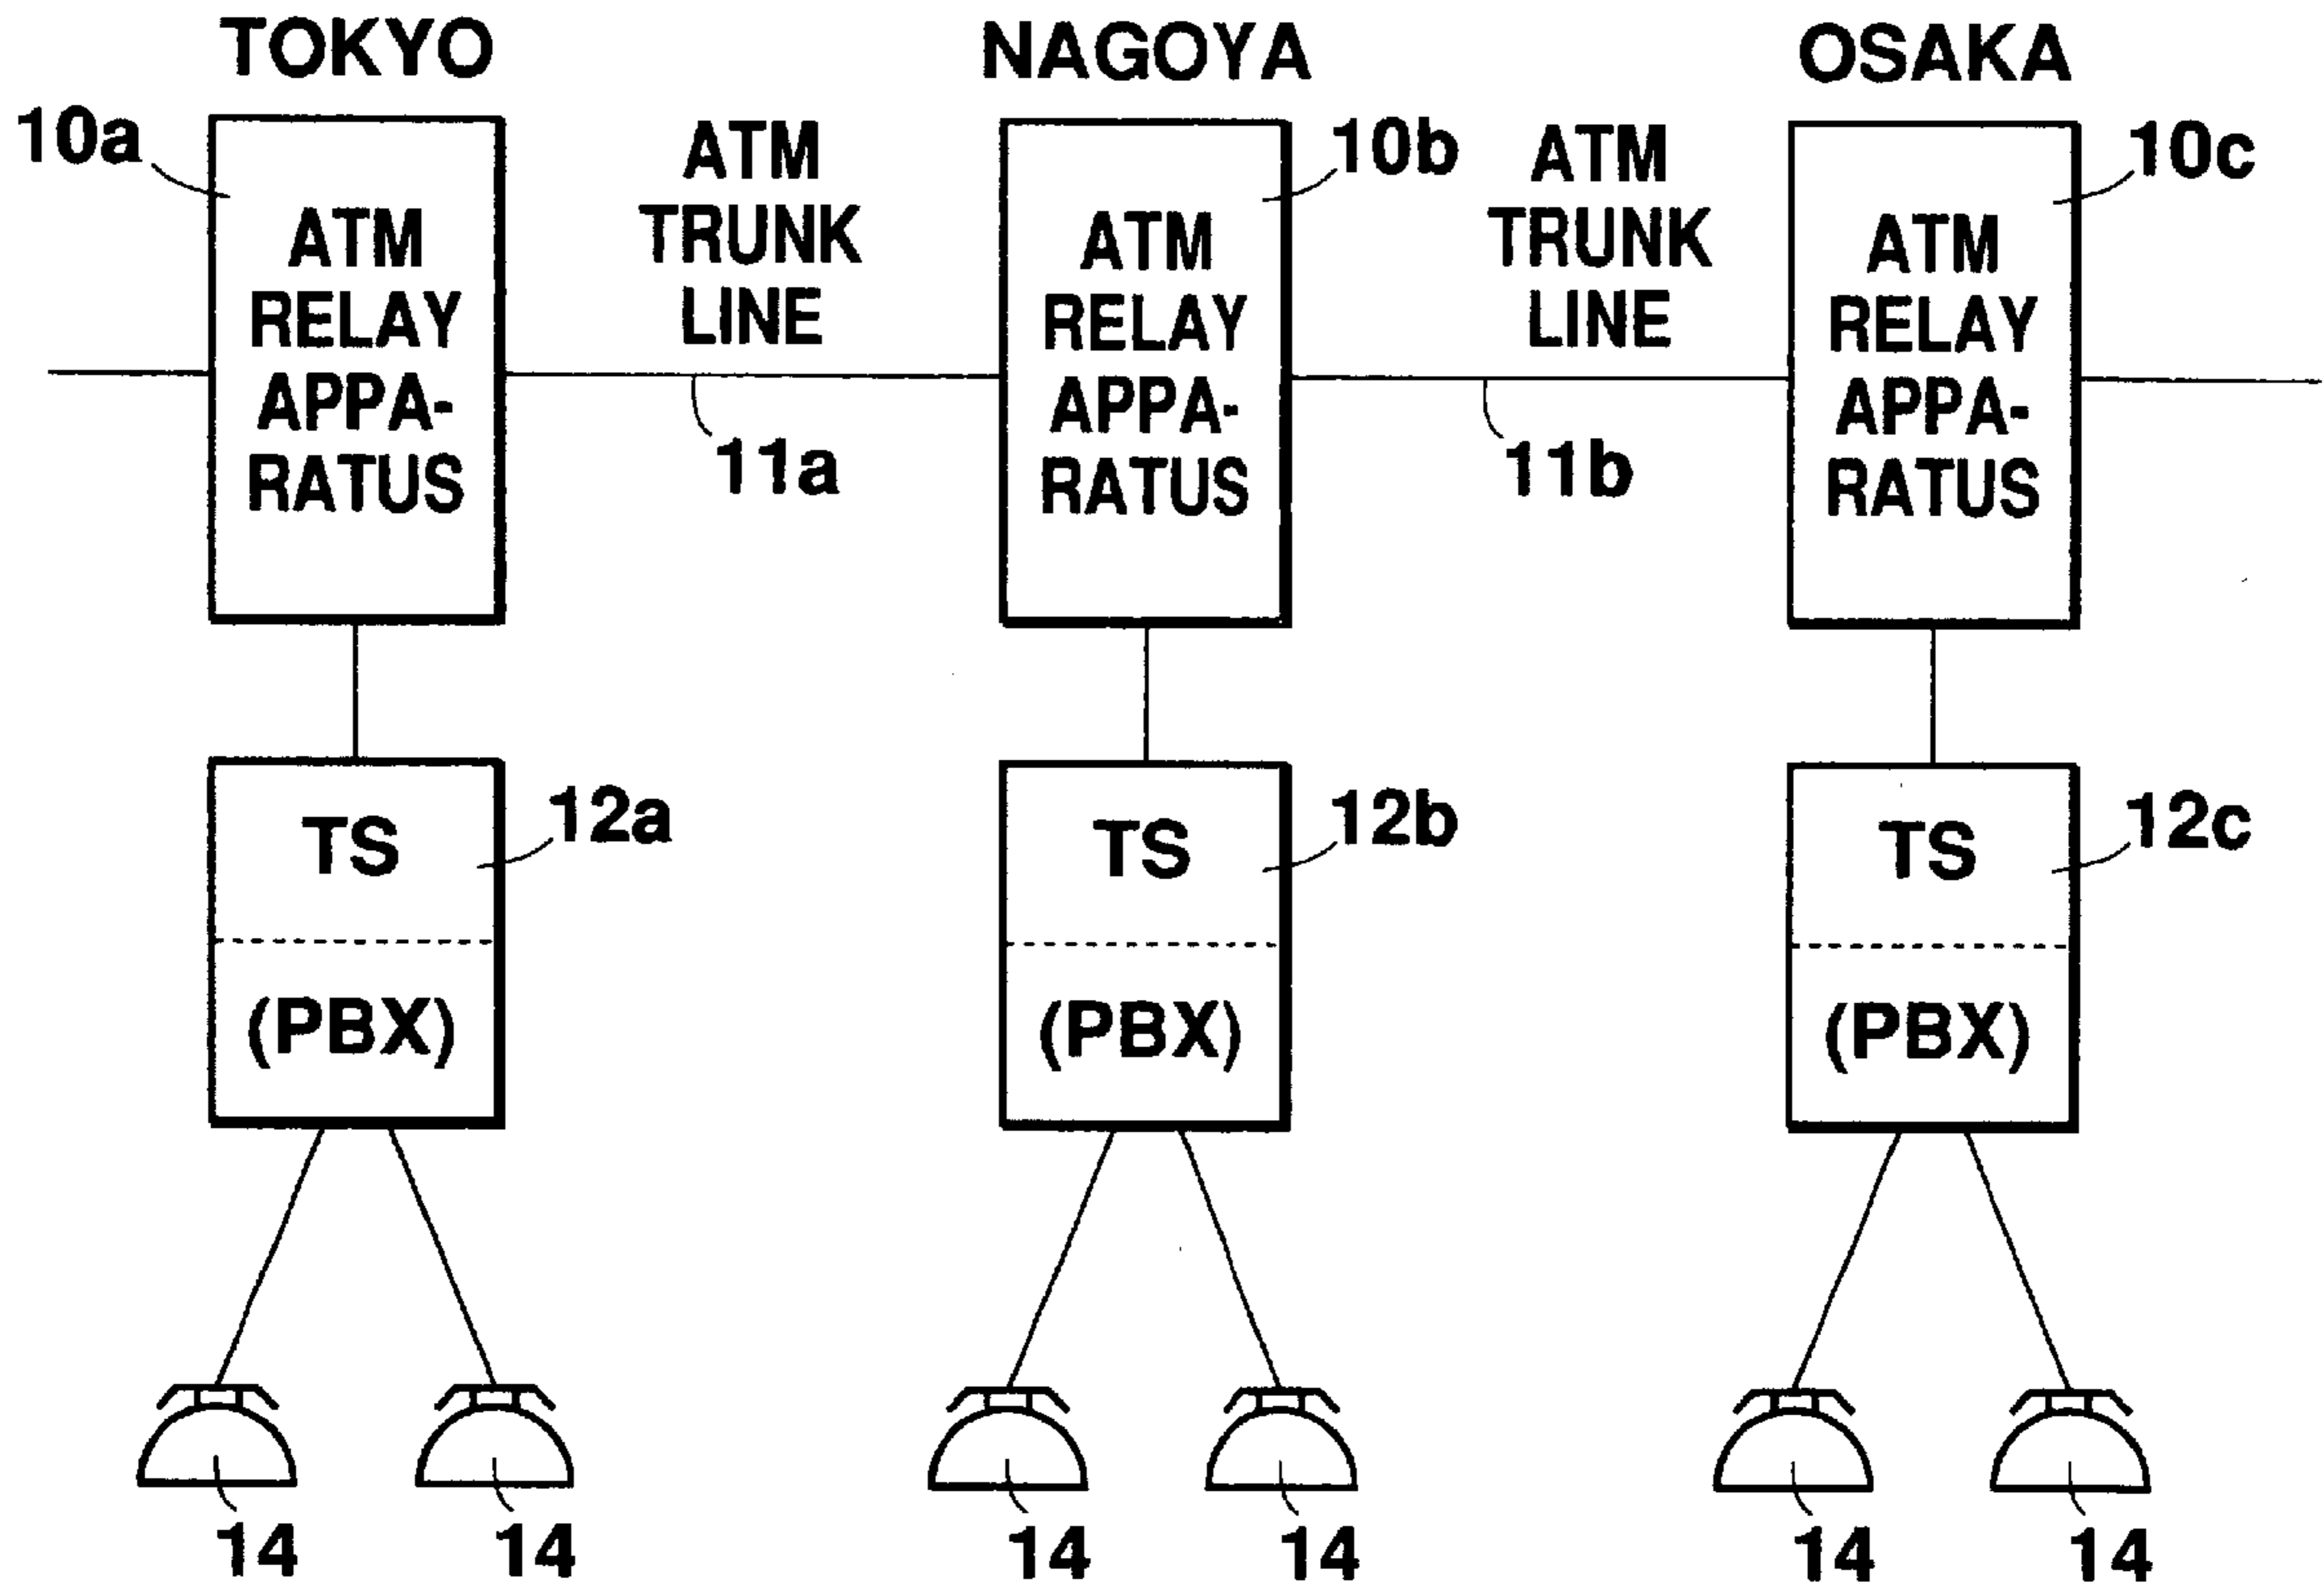 TOKYO
NAGOYA
OSAKA
10a
ATM
RELAY
APPA-
RATUS
ATM
TRUNK
LINE
11a
10b
ATM
RELAY
APPA-
RATUS
ATM
TRUNK
LINE
11b
10c
ATM
RELAY
APPA-
RATUS
TS
12a
(PBX)
TS
12b
(PBX)
TS
12c
(PBX)
14
14
14
14
14
14